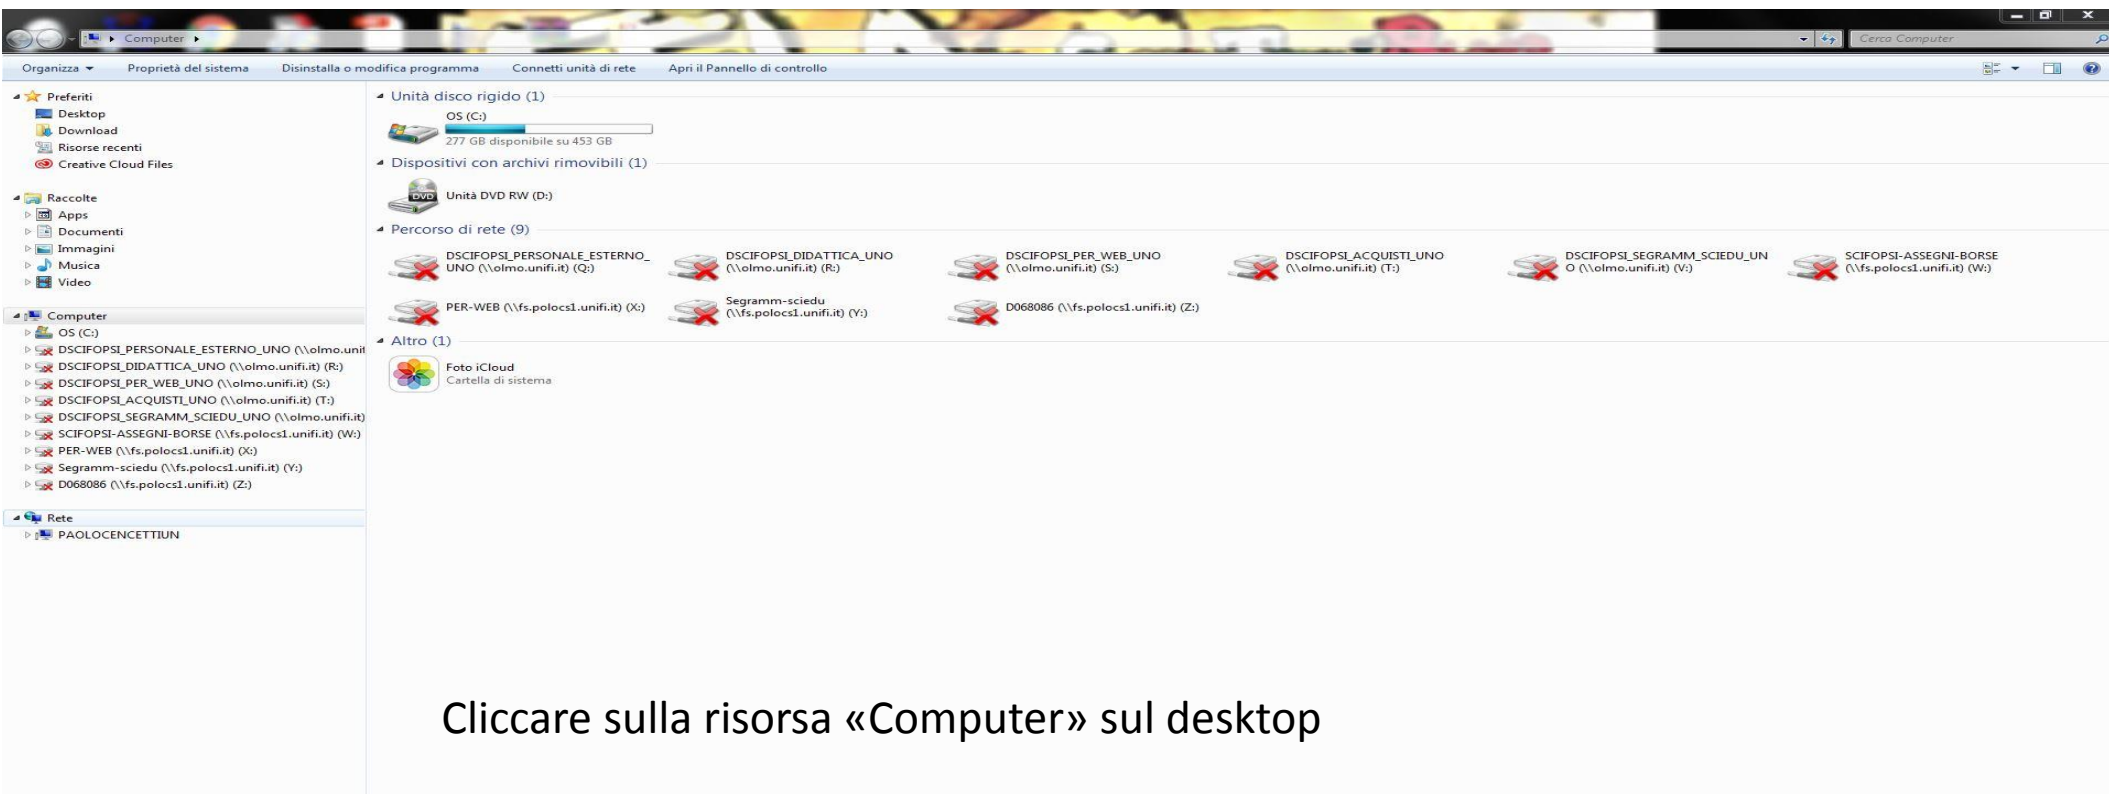 Computer
Cerca Computer
Organizza
Proprietà del sistema
Disinstalla o modifica programma
Connetti unità di rete
Apri il Pannello di controllo
Preferiti
Desktop
Download
Risorse recenti
Creative Cloud Files
Raccolte
Apps
Documenti
Immagini
Musica
Video
Computer
OS (C:)
DSCIFOPSI_PERSONALE_ESTERNO_UNO (\\olmo.unif
DSCIFOPSI_DIDATTICA_UNO (\\olmo.unifi.it) (R:)
DSCIFOPSI_PER_WEB_UNO (\\olmo.unifi.it) (S:)
DSCIFOPSI_ACQUISTI_UNO (\\olmo.unifi.it) (T:)
DSCIFOPSI_SEGRAMM_SCIEDU_UNO (\\olmo.unifi.it)
SCIFOPSI-ASSEGNI-BORSE (\\fs.polocs1.unifi.it) (W:)
PER-WEB (\\fs.polocs1.unifi.it) (X:)
Segramm-sciedu (\\fs.polocs1.unifi.it) (Y:)
D068086 (\\fs.polocs1.unifi.it) (Z:)
Rete
PAOLOCENCETTIUN
Unità disco rigido (1)
OS (C:)
277 GB disponibile su 453 GB
Dispositivi con archivi rimovibili (1)
DVD
Unità DVD RW (D:)
Percorso di rete (9)
DSCIFOPSI_PERSONALE_ESTERNO_
UNO (\\olmo.unifi.it) (Q:)
DSCIFOPSI_DIDATTICA_UNO
(\\olmo.unifi.it) (R:)
DSCIFOPSI_PER_WEB_UNO
(\\olmo.unifi.it) (S:)
DSCIFOPSI_ACQUISTI_UNO
(\\olmo.unifi.it) (T:)
DSCIFOPSI_SEGRAMM_SCIEDU_UN
O (\\olmo.unifi.it) (V:)
SCIFOPSI-ASSEGNI-BORSE
(\\fs.polocs1.unifi.it) (W:)
PER-WEB (\\fs.polocs1.unifi.it) (X:)
Segramm-sciedu
(\\fs.polocs1.unifi.it) (Y:)
D068086 (\\fs.polocs1.unifi.it) (Z:)
Altro (1)
Foto iCloud
Cartella di sistema
Cliccare sulla risorsa «Computer» sul desktop